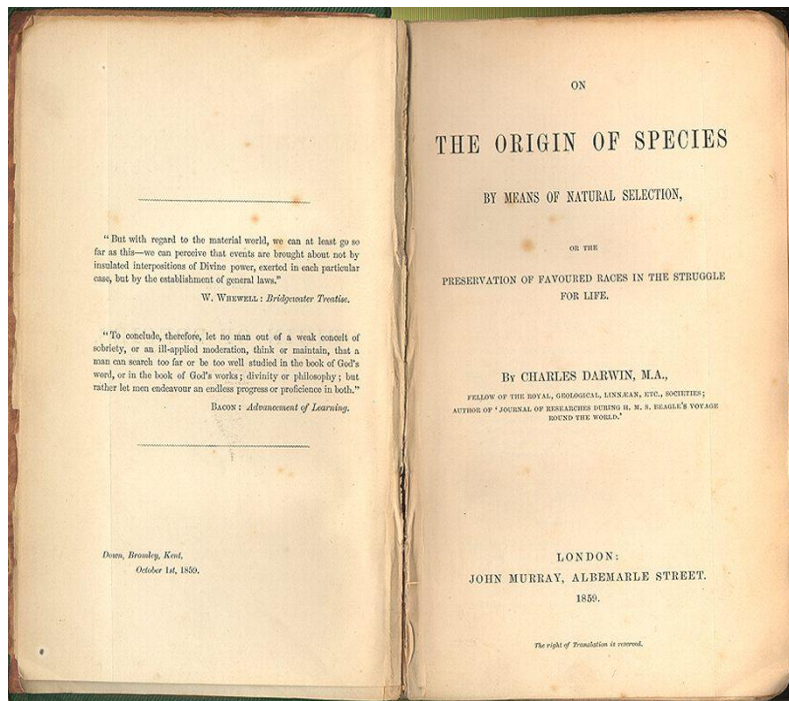 "But with regard to the material world, we can at least go so
far as this—we can perceive that events are brought about not by
insulated interpositions of Divine power, exerted in each particular
case, but by the establishment of general laws."
W. Whewell: Bridgewater Treatise.
"To conclude, therefore, let no man out of a weak conceit of
sobriety, or an ill-applied moderation, think or maintain, that a
man can search too far or be too well studied in the book of God's
word, or in the book of God's works; divinity or philosophy; but
rather let men endeavour an endless progress or proficience in both."
Bacon: Advancement of Learning.
Down, Bromley, Kent,
October 1st, 1859.
ON
THE ORIGIN OF SPECIES
BY MEANS OF NATURAL SELECTION,
OR THE
PRESERVATION OF FAVOURED RACES IN THE STRUGGLE
FOR LIFE.
By CHARLES DARWIN, M.A.,
FELLOW OF THE ROYAL, GEOLOGICAL, LINNÆAN, ETC., SOCIETIES;
AUTHOR OF 'JOURNAL OF RESEARCHES DURING H. M. S. BEAGLE'S VOYAGE
ROUND THE WORLD.'
LONDON:
JOHN MURRAY, ALBEMARLE STREET.
1859.
The right of Translation is reserved.